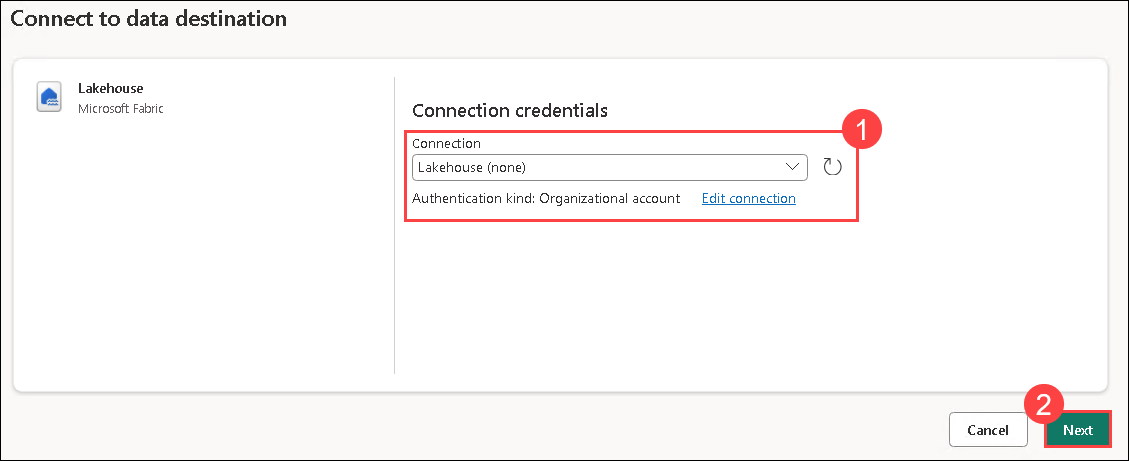 Connect to data destination
Lakehouse
Microsoft Fabric
Connection credentials
1
Connection
Lakehouse (none)
Authentication kind: Organizational account Edit connection
2
Cancel Next